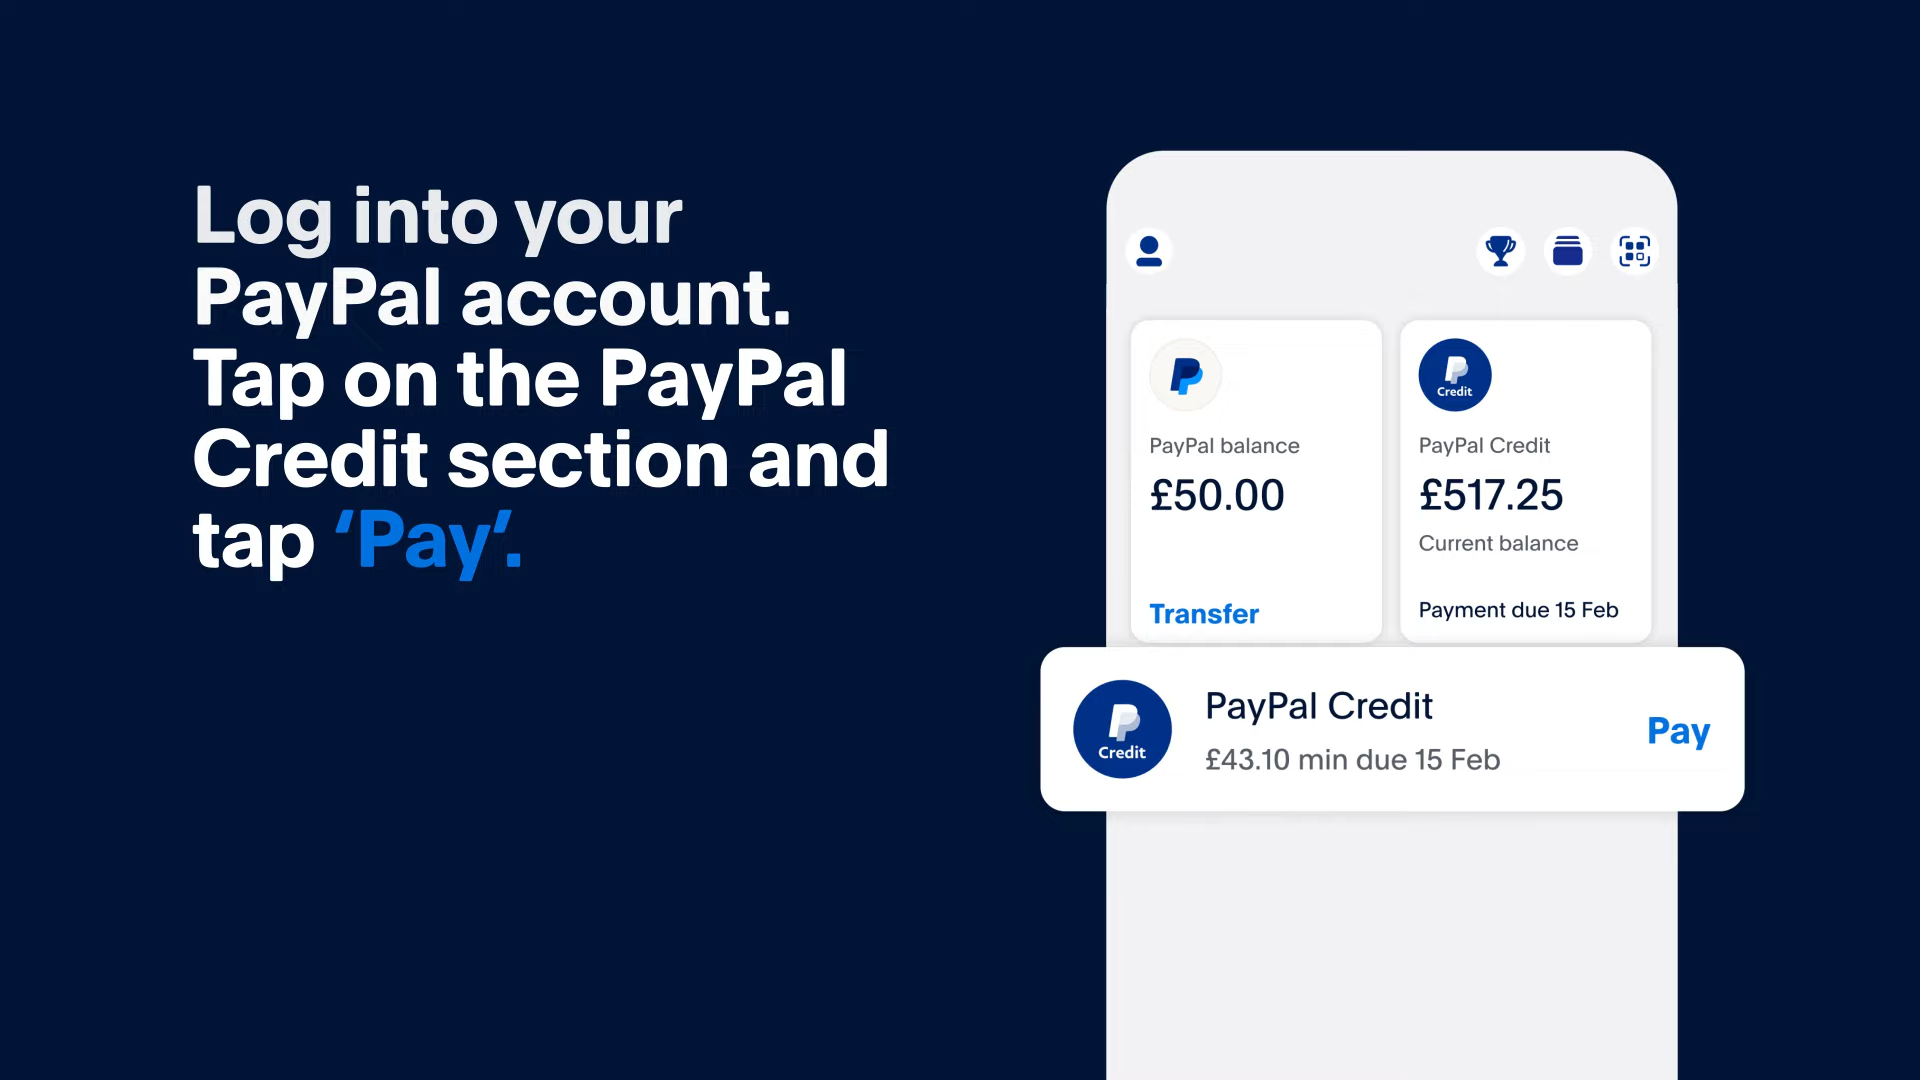 Log into your
PayPal account.
Tap on the PayPal
Credit section and
tap ‘Pay’.
PayPal balance
£50.00
Transfer
Credit
PayPal Credit
£517.25
Current balance
Payment due 15 Feb
Credit
PayPal Credit
£43.10 min due 15 Feb
Pay